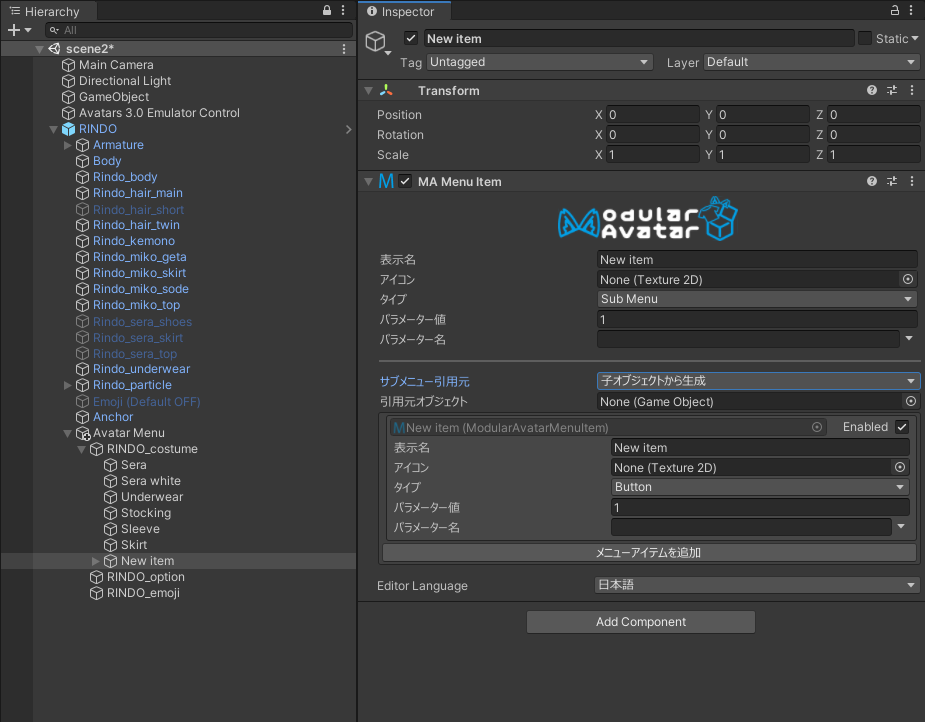 Hierarchy
All
scene2*
Main Camera
Directional Light
GameObject
Avatars 3.0 Emulator Control
RINDO
Armature
Body
Rindo_body
Rindo_hair_main
Rindo_hair_short
Rindo_hair_twin
Rindo_kemono
Rindo_miko_geta
Rindo_miko_skirt
Rindo_miko_sode
Rindo_miko_top
Rindo_sera_shoes
Rindo_sera_skirt
Rindo_sera_top
Rindo_underwear
Rindo_particle
Emoji (Default OFF)
Anchor
Avatar Menu
RINDO_costume
Sera
Sera white
Underwear
Stocking
Sleeve
Skirt
New item
RINDO_option
RINDO_emoji
Inspector
New item Static
Tag Untagged Layer Default
Transform
Position X 0 Y 0 Z 0
Rotation X 0 Y 0 Z 0
Scale X 1 Y 1 Z 1
MA Menu Item
Modular
Avatar
表示名 New item
アイコン None (Texture 2D)
タイプ Sub Menu
パラメーター値 1
パラメーター名
サブメニュー引用元 子オブジェクトから生成
引用元オブジェクト None (Game Object)
New item (ModularAvatarMenuItem) Enabled
表示名 New item
アイコン None (Texture 2D)
タイプ Button
パラメーター値 1
パラメーター名
メニューアイテムを追加
Editor Language 日本語
Add Component